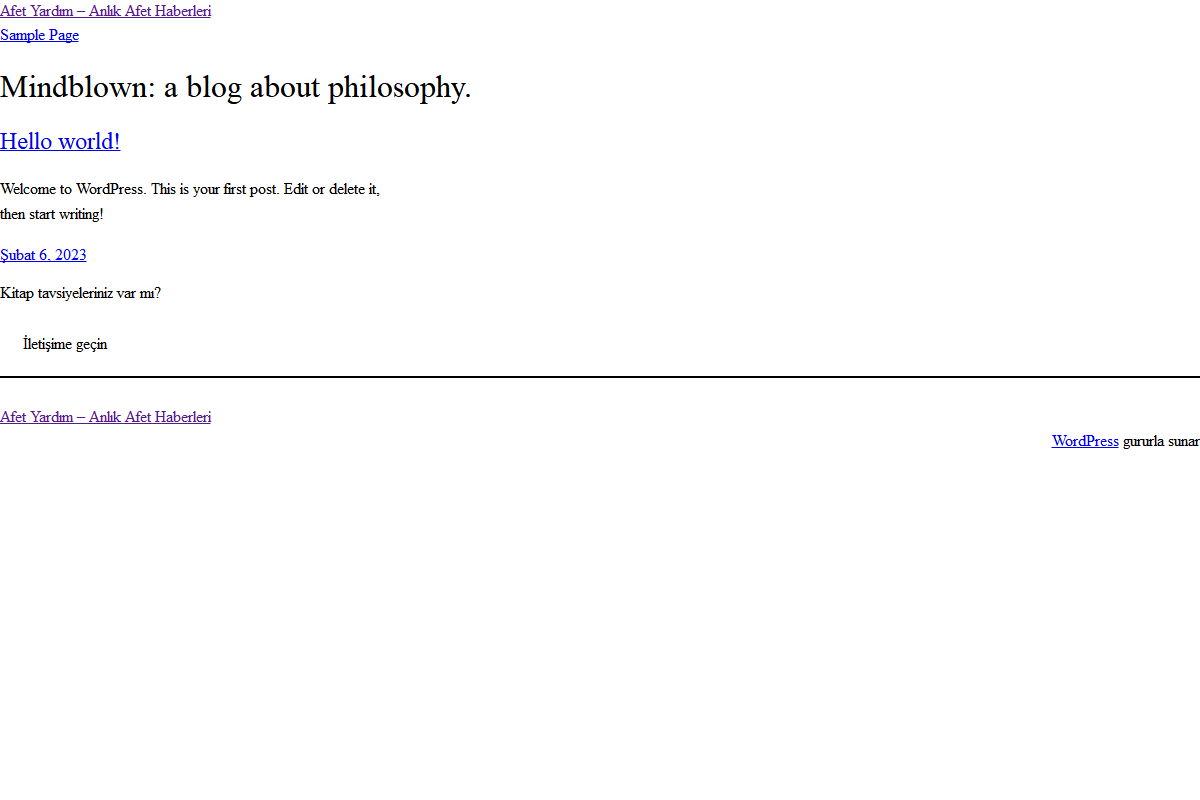 Afet Yardım – Anlık Afet Haberleri
Sample Page
Mindblown: a blog about philosophy.
Hello world!
Welcome to WordPress. This is your first post. Edit or delete it,
then start writing!
Şubat 6, 2023
Kitap tavsiyeleriniz var mı?
İletişime geçin
Afet Yardım – Anlık Afet Haberleri
WordPress gururla sunar